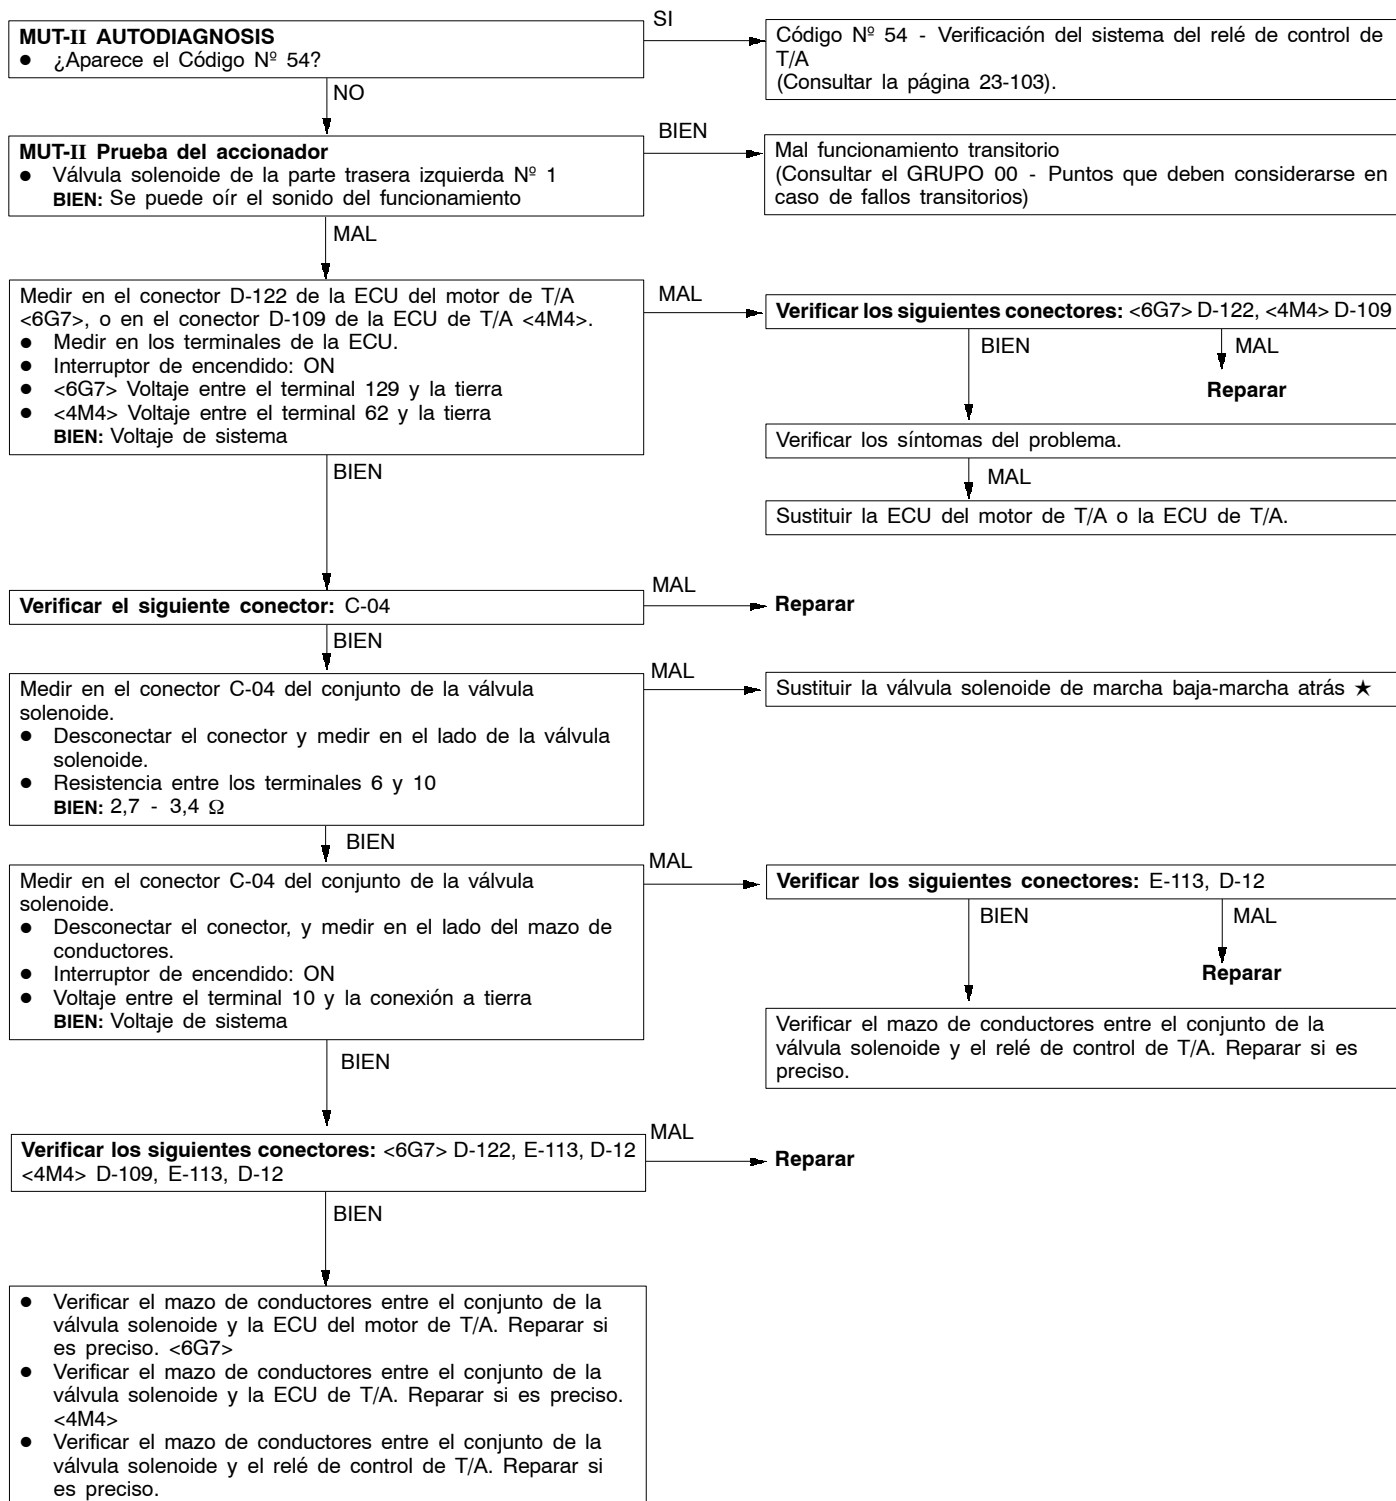 MUT-II AUTODIAGNOSIS
● ¿Aparece el Código Nº 54?
SI
Código Nº 54 - Verificación del sistema del relé de control de
T/A
(Consultar la página 23-103).
NO
MUT-II Prueba del accionador
● Válvula solenoide de la parte trasera izquierda Nº 1
BIEN: Se puede oír el sonido del funcionamiento
BIEN
Mal funcionamiento transitorio
(Consultar el GRUPO 00 - Puntos que deben considerarse en
caso de fallos transitorios)
MAL
Medir en el conector D-122 de la ECU del motor de T/A
<6G7>, o en el conector D-109 de la ECU de T/A <4M4>.
● Medir en los terminales de la ECU.
● Interruptor de encendido: ON
● <6G7> Voltaje entre el terminal 129 y la tierra
● <4M4> Voltaje entre el terminal 62 y la tierra
BIEN: Voltaje de sistema
MAL
Verificar los siguientes conectores: <6G7> D-122, <4M4> D-109
BIEN
MAL
Reparar
Verificar los síntomas del problema.
MAL
Sustituir la ECU del motor de T/A o la ECU de T/A.
BIEN
Verificar el siguiente conector: C-04
MAL
Reparar
BIEN
Medir en el conector C-04 del conjunto de la válvula
solenoide.
● Desconectar el conector y medir en el lado de la válvula
solenoide.
● Resistencia entre los terminales 6 y 10
BIEN: 2,7 - 3,4 Ω
MAL
Sustituir la válvula solenoide de marcha baja-marcha atrás ★
BIEN
Medir en el conector C-04 del conjunto de la válvula
solenoide.
● Desconectar el conector, y medir en el lado del mazo de
conductores.
● Interruptor de encendido: ON
● Voltaje entre el terminal 10 y la conexión a tierra
BIEN: Voltaje de sistema
MAL
Verificar los siguientes conectores: E-113, D-12
BIEN
MAL
Reparar
Verificar el mazo de conductores entre el conjunto de la
válvula solenoide y el relé de control de T/A. Reparar si es
preciso.
BIEN
Verificar los siguientes conectores: <6G7> D-122, E-113, D-12
<4M4> D-109, E-113, D-12
MAL
Reparar
BIEN
● Verificar el mazo de conductores entre el conjunto de la
válvula solenoide y la ECU del motor de T/A. Reparar si
es preciso. <6G7>
● Verificar el mazo de conductores entre el conjunto de la
válvula solenoide y la ECU de T/A. Reparar si es preciso.
<4M4>
● Verificar el mazo de conductores entre el conjunto de la
válvula solenoide y el relé de control de T/A. Reparar si
es preciso.